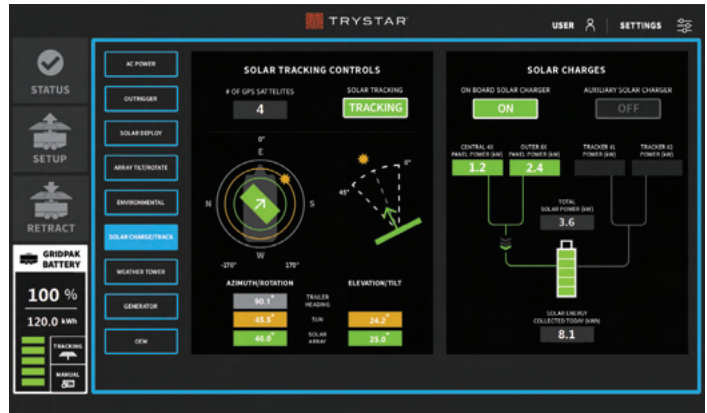 TRYSTAR
USER
SETTINGS
STATUS
SETUP
RETRACT
GRIDPAK
BATTERY
100 %
120.0 kWh
TRACKING
MANUAL
AC POWER
OUTRIGGER
SOLAR DEPLOY
ARRAY TILT/ROTATE
ENVIRONMENTAL
SOLAR CHARGE/TRACK
WEATHER TOWER
GENERATOR
OEM
SOLAR TRACKING CONTROLS
# OF GPS SATTELITES
4
SOLAR TRACKING
TRACKING
0°
E
N
S
W
-170°
170°
0°
45°
AZIMUTH/ROTATION
ELEVATION/TILT
90.1°
TRAILER
HEADING
45.5°
SUN
24.2°
46.0°
SOLAR
ARRAY
25.0°
SOLAR CHARGES
ON BOARD SOLAR CHARGER
ON
AUXILIARY SOLAR CHARGER
OFF
CENTRAL 4X
PANEL POWER (kW)
1.2
OUTER 8X
PANEL POWER (kW)
2.4
TRACKER #1
POWER (kW)
TRACKER #2
POWER (kW)
TOTAL
SOLAR POWER (kW)
3.6
SOLAR ENERGY
COLLECTED TODAY (kWh)
8.1